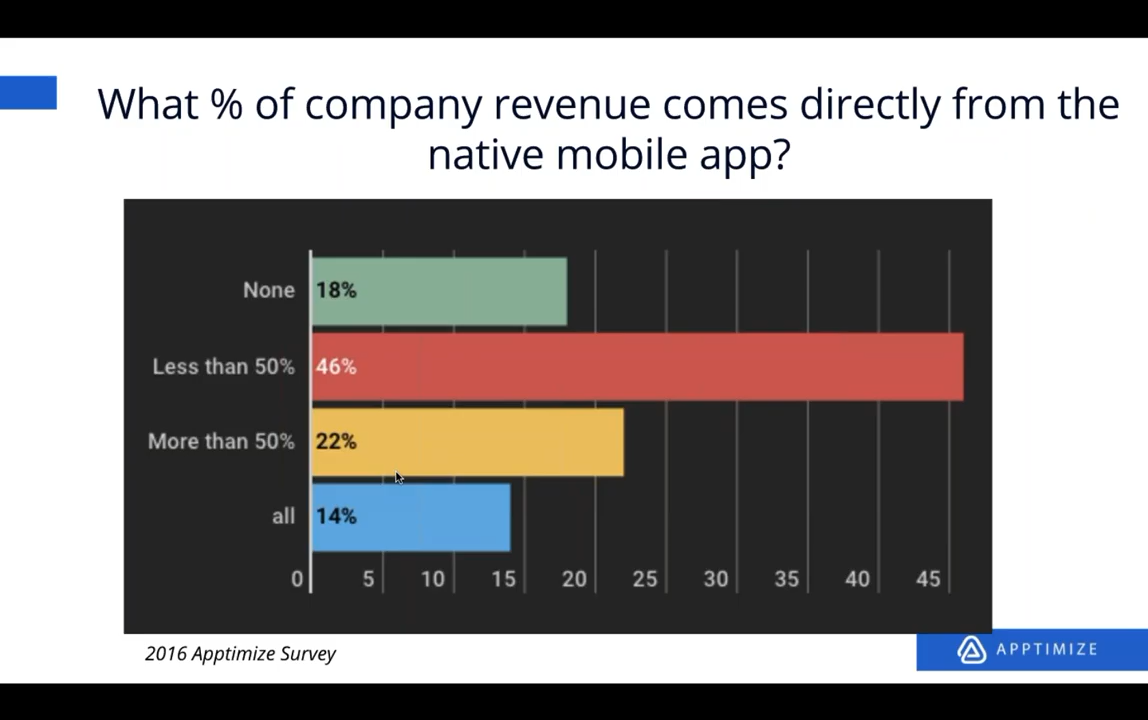 What % of company revenue comes directly from the
native mobile app?
None 18%
Less than 50% 46%
More than 50% 22%
all 14%
0 5 10 15 20 25 30 35 40 45
2016 Apptimize Survey
APPTIMIZE